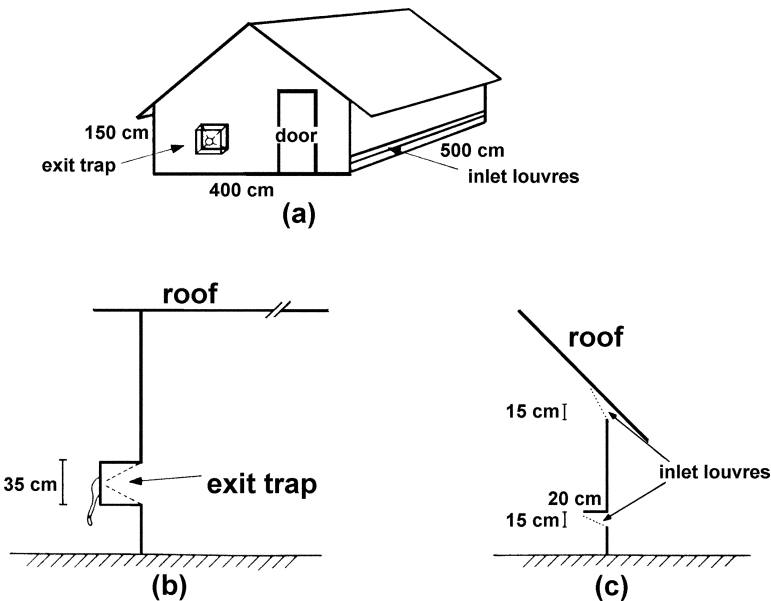 150 cm
door
exit trap
500 cm
inlet louvres
400 cm
(a)
roof
35 cm
exit trap
(b)
roof
15 cm
inlet louvres
20 cm
15 cm
(c)